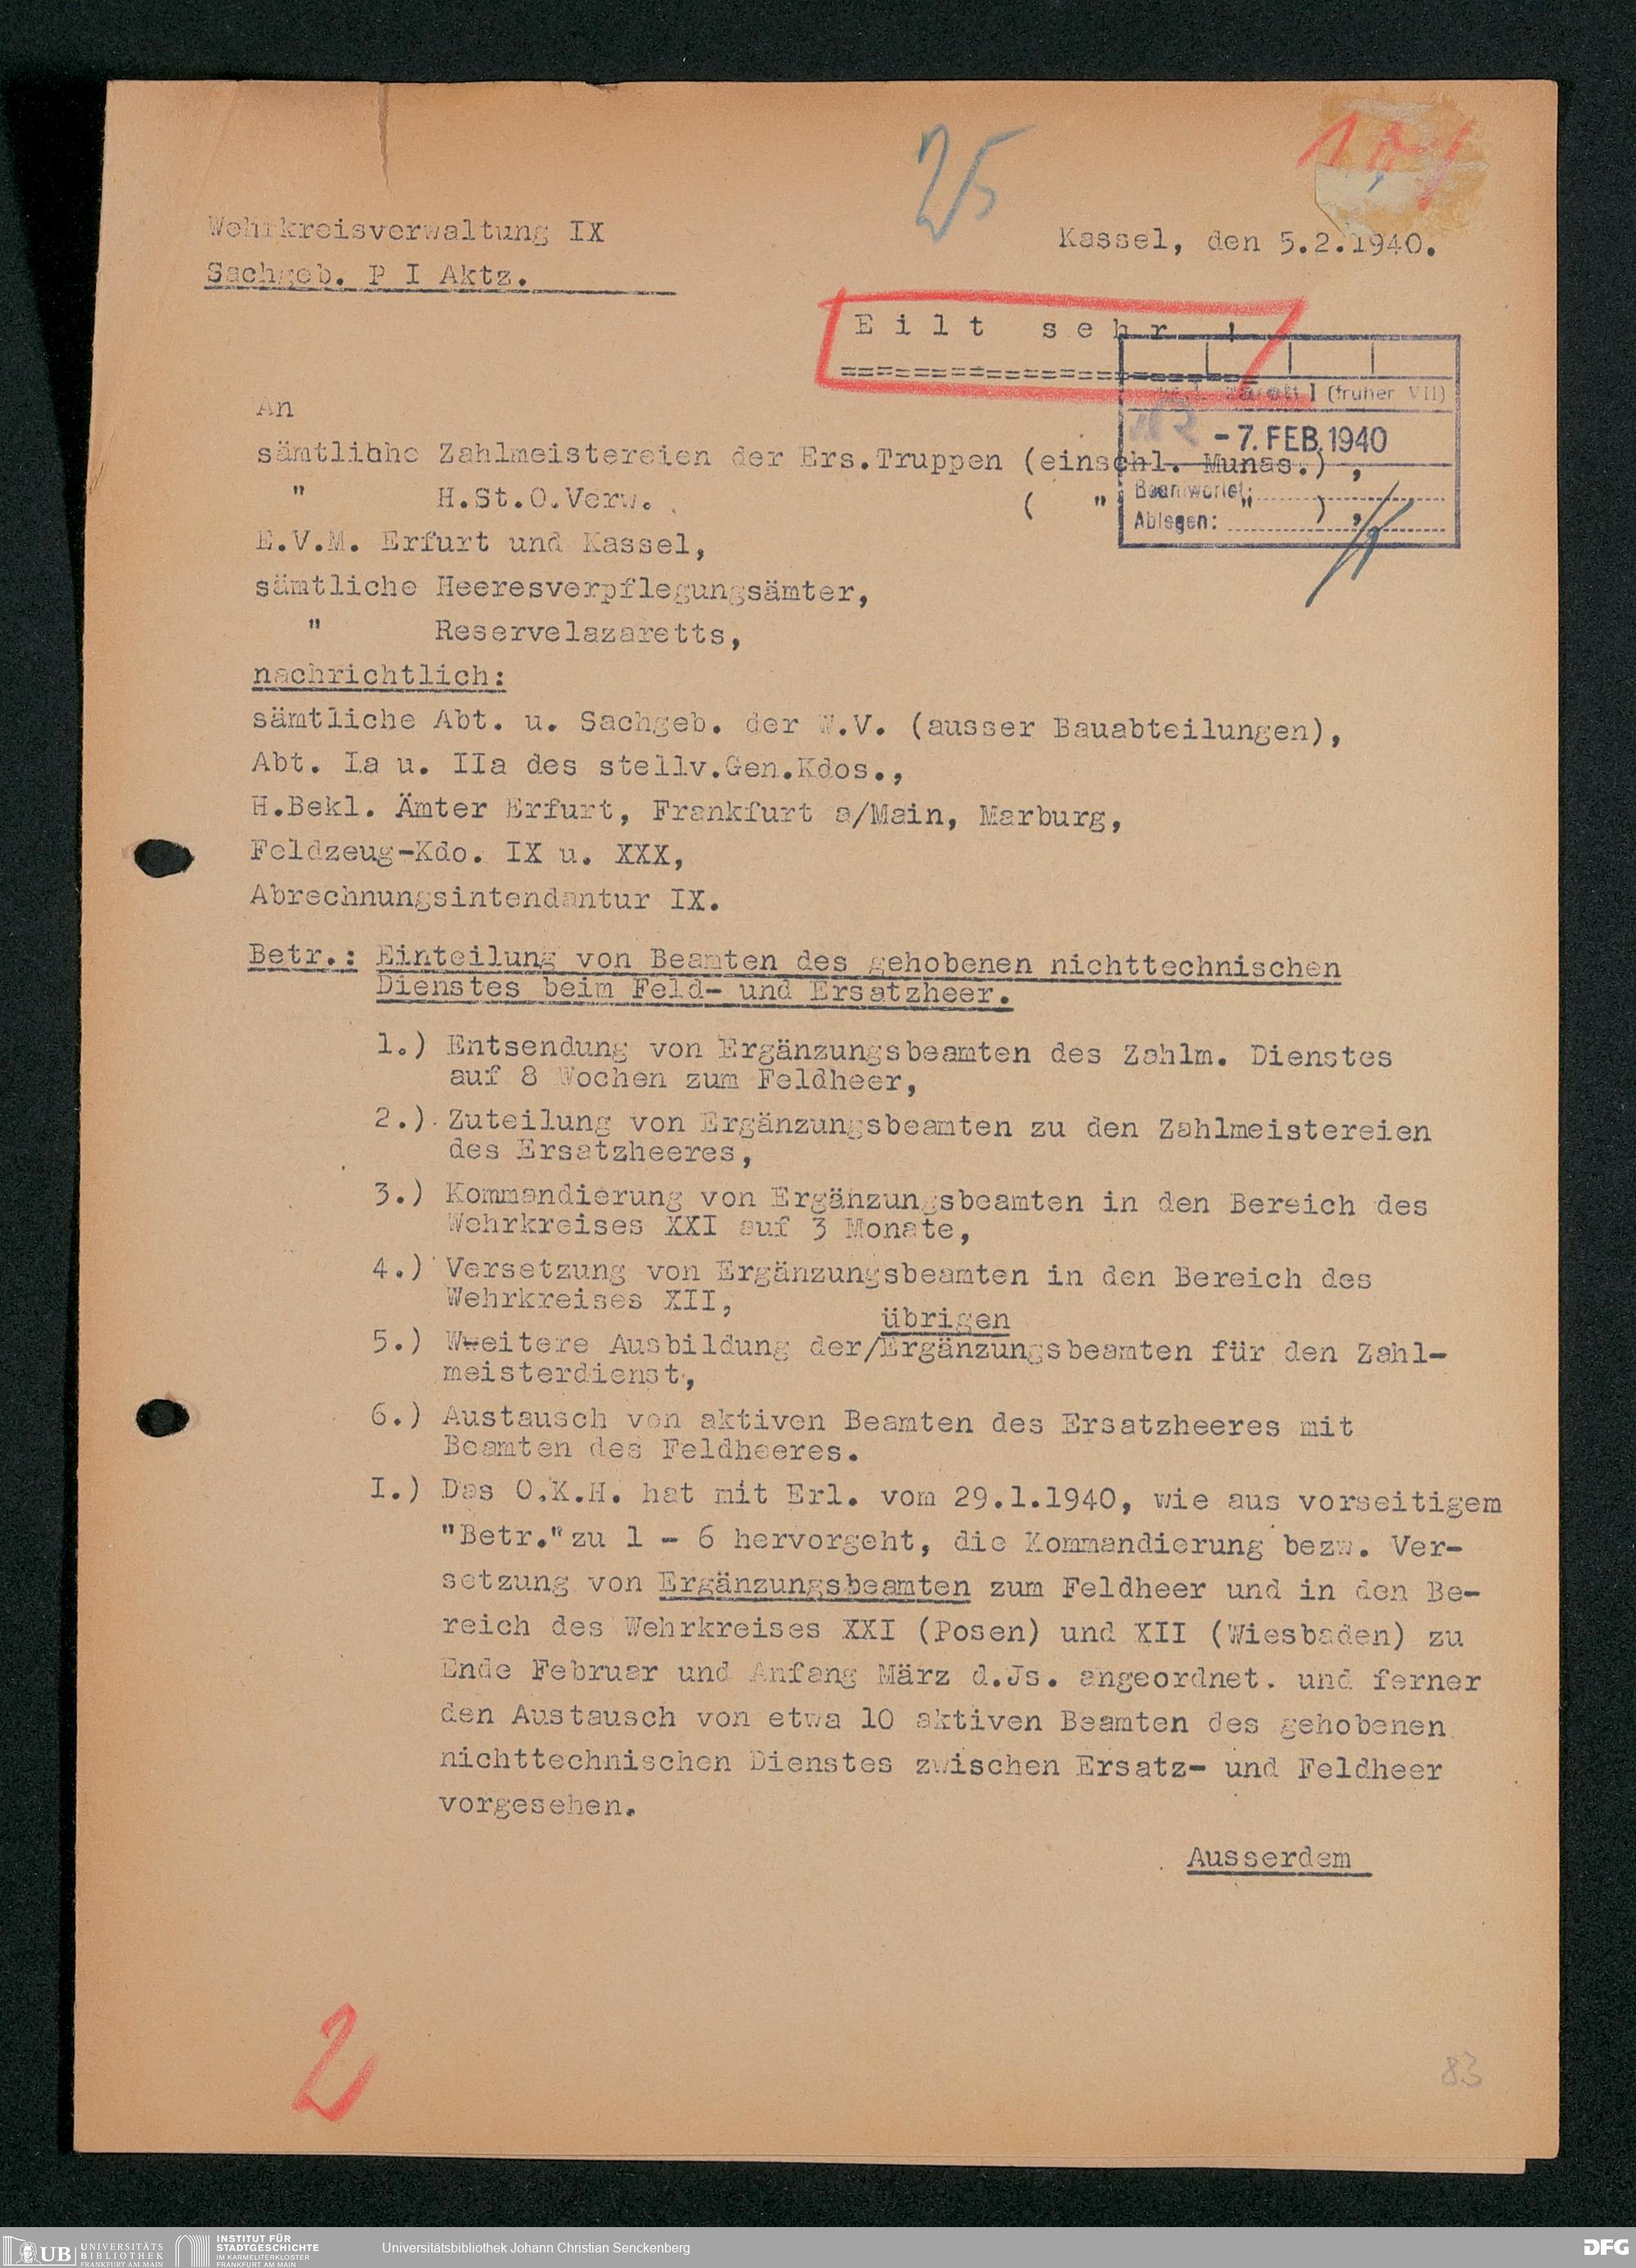 25
Wehrkreisverwaltung IX
Kassel, den 5.2.1940.
Sachgeb. P I Aktz.
E i l t   s e h r !
==========================
I (früher VII)
- 7. FEB. 1940
Beantwortet:
Ablegen:
An
sämtlihhe Zahlmeistereien der Ers.Truppen (einschl. Munas.) ,
" H.St.O.Verw. ( " " ) ,
E.V.M. Erfurt und Kassel,
sämtliche Heeresverpflegungsämter,
" Reservelazaretts,
nachrichtlich:
sämtliche Abt. u. Sachgeb. der W.V. (ausser Bauabteilungen),
Abt. Ia u. IIa des stellv.Gen.Kdos.,
H.Bekl. Ämter Erfurt, Frankfurt a/Main, Marburg,
Feldzeug-Kdo. IX u. XXX,
Abrechnungsintendantur IX.
Betr.: Einteilung von Beamten des gehobenen nichttechnischen
Dienstes beim Feld- und Ersatzheer.
1.) Entsendung von Ergänzungsbeamten des Zahlm. Dienstes
auf 8 Wochen zum Feldheer,
2.) Zuteilung von Ergänzungsbeamten zu den Zahlmeistereien
des Ersatzheeres,
3.) Kommandierung von Ergänzungsbeamten in den Bereich des
Wehrkreises XXI auf 3 Monate,
4.) Versetzung von Ergänzungsbeamten in den Bereich des
Wehrkreises XII,
übrigen
5.) Wweitere Ausbildung der/Ergänzungsbeamten für den Zahl-
meisterdienst,
6.) Austausch von aktiven Beamten des Ersatzheeres mit
Beamten des Feldheeres.
I.) Das O.K.H. hat mit Erl. vom 29.1.1940, wie aus vorseitigem
"Betr."zu 1 - 6 hervorgeht, die Kommandierung bezw. Ver-
setzung von Ergänzungsbeamten zum Feldheer und in den Be-
reich des Wehrkreises XXI (Posen) und XII (Wiesbaden) zu
Ende Februar und Anfang März d.Js. angeordnet. und ferner
den Austausch von etwa 10 aktiven Beamten des gehobenen
nichttechnischen Dienstes zwischen Ersatz- und Feldheer
vorgesehen.
Ausserdem
2
83
UB UNIVERSITÄTS
BIBLIOTHEK
FRANKFURT AM MAIN
INSTITUT FÜR
STADTGESCHICHTE
IM KARMELITERKLOSTER
FRANKFURT AM MAIN
Universitätsbibliothek Johann Christian Senckenberg
DFG